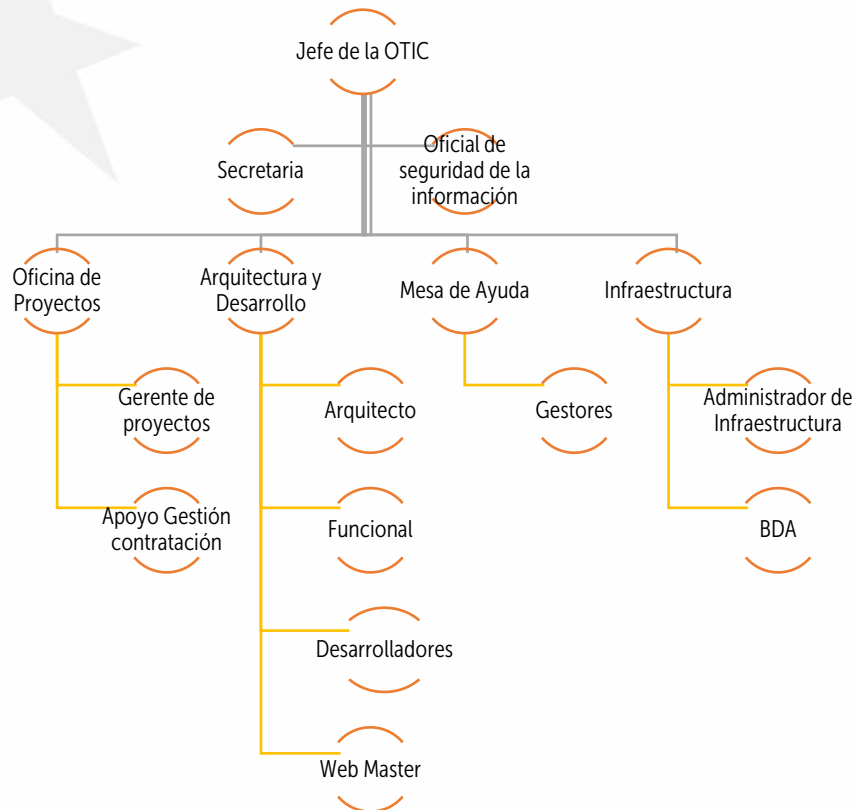 Jefe de la OTIC
Secretaria
Oficial de
seguridad de la
información
Oficina de
Proyectos
Arquitectura y
Desarrollo
Mesa de Ayuda
Infraestructura
Gerente de
proyectos
Arquitecto
Gestores
Administrador de
Infraestructura
Apoyo Gestión
contratación
Funcional
BDA
Desarrolladores
Web Master